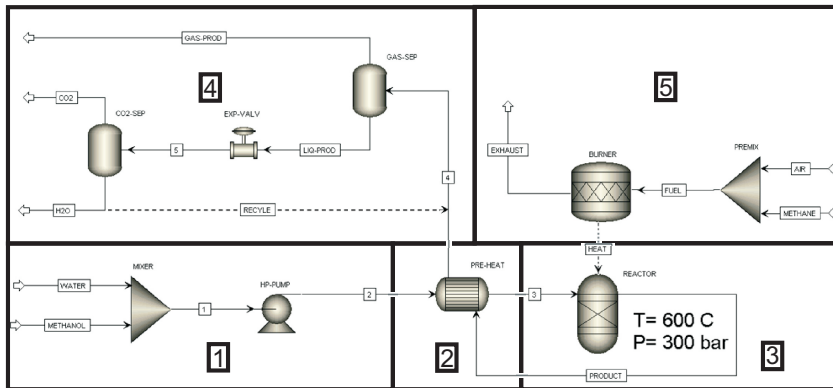 GAS-PROD
GAS-SEP
4
5
CO2
CO2-SEP
EXP-VALV
5
LIQ-PROD
4
H2O
RECYLE
EXHAUST
BURNER
PREMIX
AIR
FUEL
METHANE
HEAT
MIXER
WATER
METHANOL
1
HP-PUMP
2
PRE-HEAT
3
REACTOR
T= 600 C
P= 300 bar
1
2
3
PRODUCT